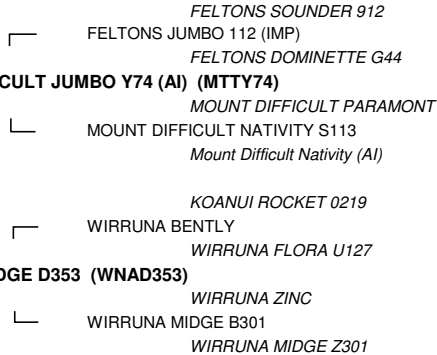 FELTONS SOUNDER 912
FELTONS JUMBO 112 (IMP)
FELTONS DOMINETTE G44
CULT JUMBO Y74 (AI) (MTTY74)
MOUNT DIFFICULT PARAMONT
MOUNT DIFFICULT NATIVITY S113
Mount Difficult Nativity (AI)
KOANUI ROCKET 0219
WIRRUNA BENTLY
WIRRUNA FLORA U127
DGE D353 (WNAD353)
WIRRUNA ZINC
WIRRUNA MIDGE B301
WIRRUNA MIDGE Z301